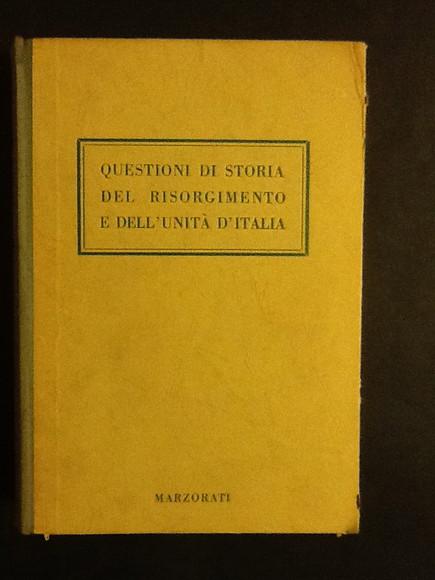 QUESTIONI DI STORIA
DEL RISORGIMENTO
E DELL'UNITÀ D'ITALIA
MARZORATI